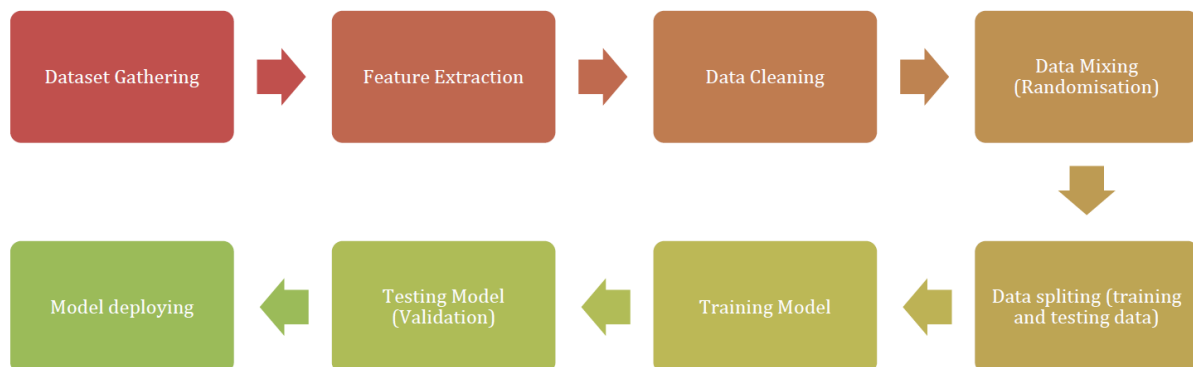 Dataset Gathering
Feature Extraction
Data Cleaning
Data Mixing
(Randomisation)
Data spliting (training
and testing data)
Training Model
Testing Model
(Validation)
Model deploying